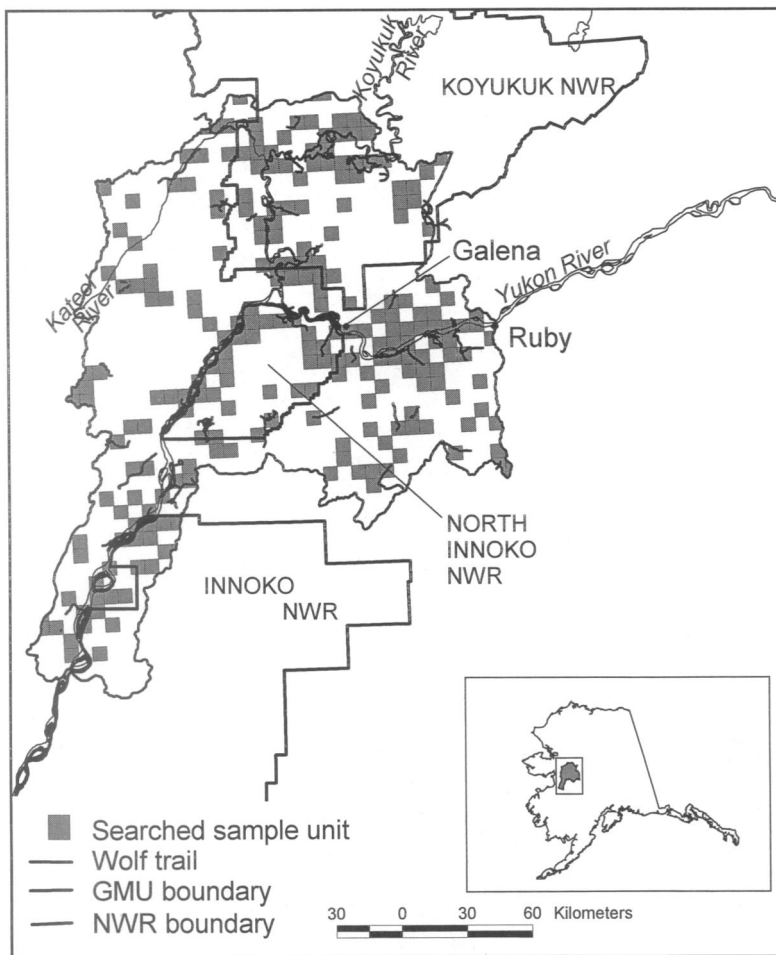 Koyukuk
River
KOYUKUK NWR
Galena
Yukon River
Kateel
River
Ruby
NORTH
INNOKO
NWR
INNOKO
NWR
Searched sample unit
Wolf trail
GMU boundary
NWR boundary
30 0 30 60 Kilometers